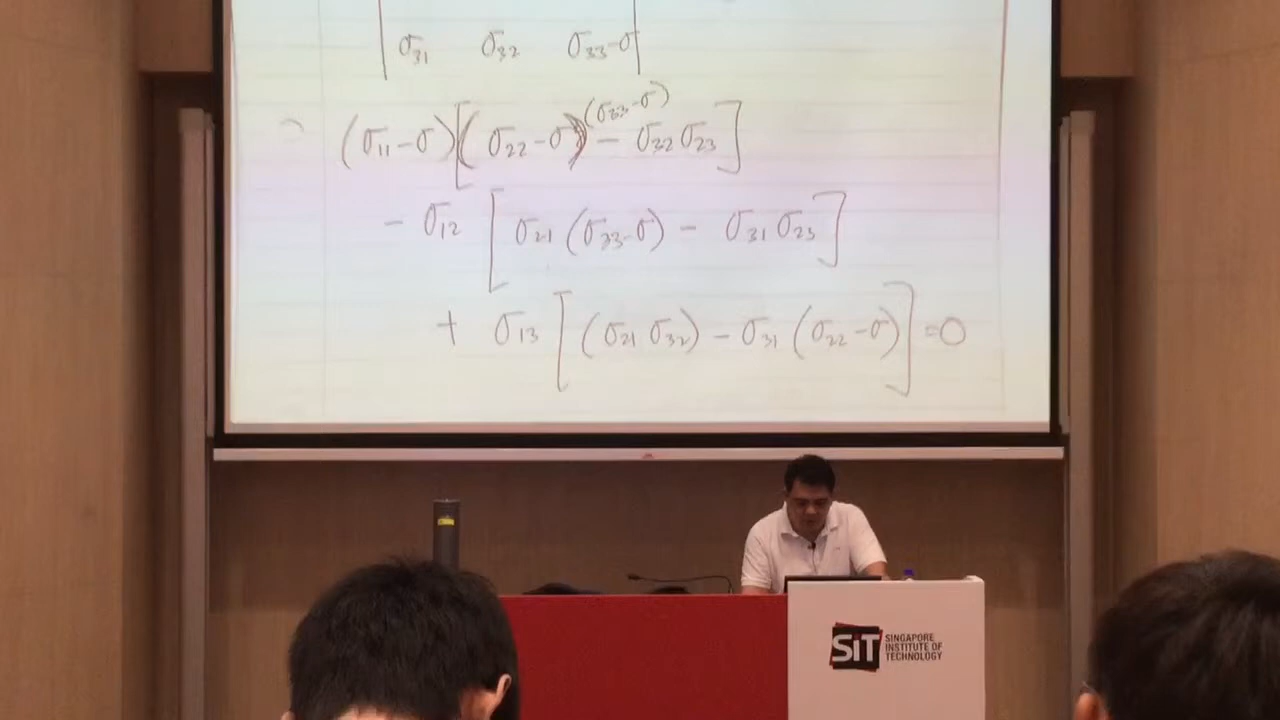 σ31 σ32 σ33-σ
(σ11-σ)[(σ22-σ)(σ33-σ) - σ32 σ23]
- σ12 [σ21(σ33-σ) - σ31 σ23]
+ σ13 [(σ21 σ32) - σ31 (σ22-σ)] =0
SiT
SINGAPORE
INSTITUTE OF
TECHNOLOGY